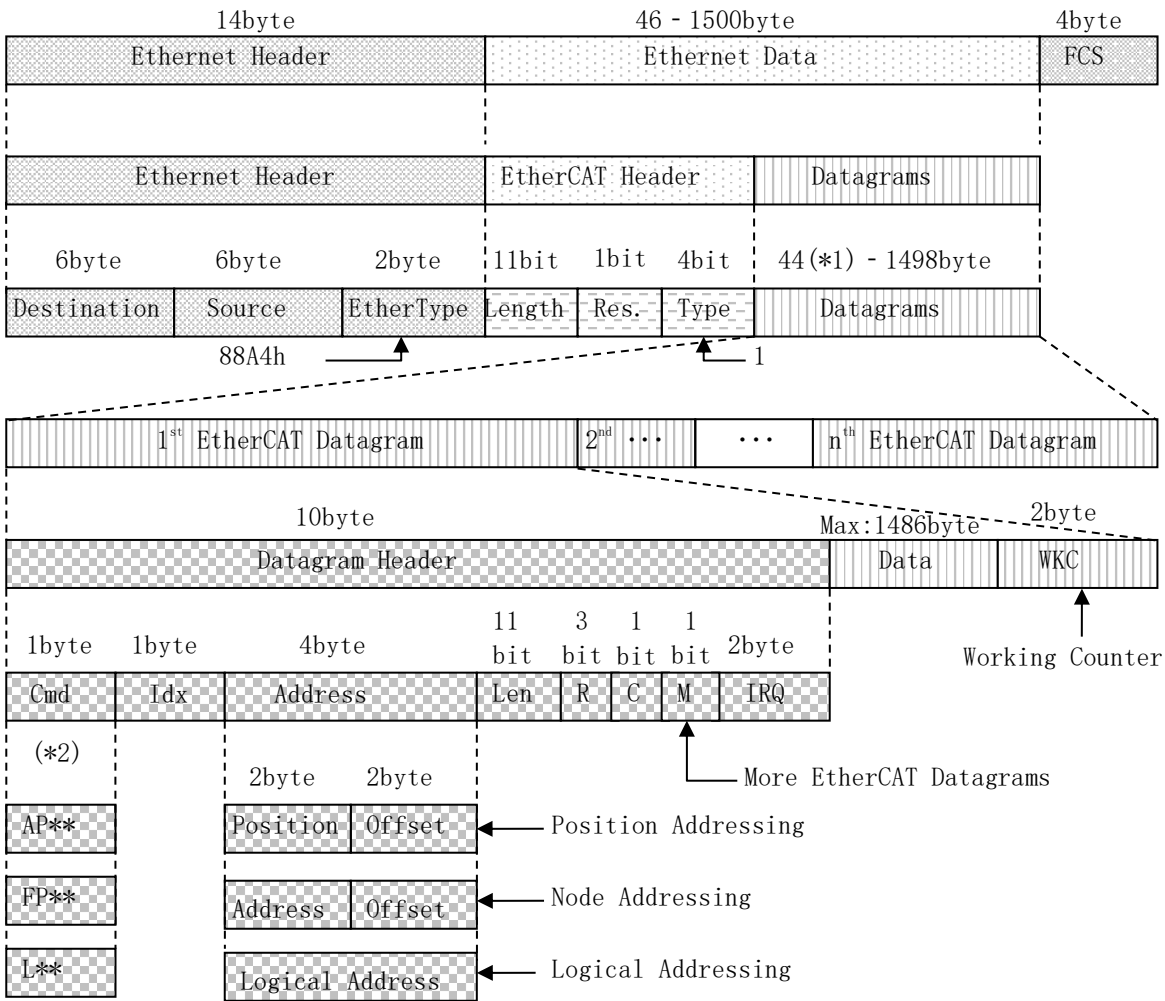 14byte 46 - 1500byte 4byte
Ethernet Header Ethernet Data FCS
Ethernet Header EtherCAT Header Datagrams
6byte 6byte 2byte 11bit 1bit 4bit 44(*1) - 1498byte
Destination Source EtherType Length Res. Type Datagrams
88A4h 1
1st EtherCAT Datagram 2nd ··· ··· nth EtherCAT Datagram
10byte Max:1486byte 2byte
Datagram Header Data WKC
11 3 1 1
1byte 1byte 4byte bit bit bit bit 2byte Working Counter
Cmd Idx Address Len R C M IRQ
(*2)
2byte 2byte More EtherCAT Datagrams
AP** Position Offset Position Addressing
FP** Address Offset Node Addressing
L** Logical Address Logical Addressing